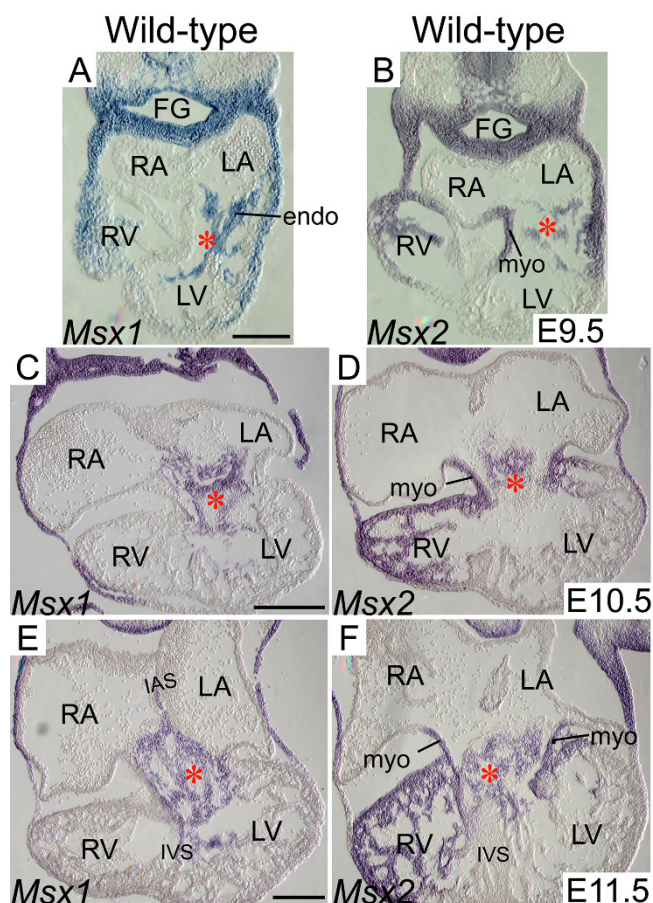 Wild-type Wild-type
A B
FG FG
RA LA RA LA
endo
RV * RV *
myo
LV LV
Msx1 Msx2 E9.5
C D
LA LA
RA RA
myo
* *
RV LV RV LV
Msx1 Msx2 E10.5
E F
IAS LA RA LA
RA
myo myo
* *
RV LV RV LV
IVS IVS
Msx1 Msx2 E11.5